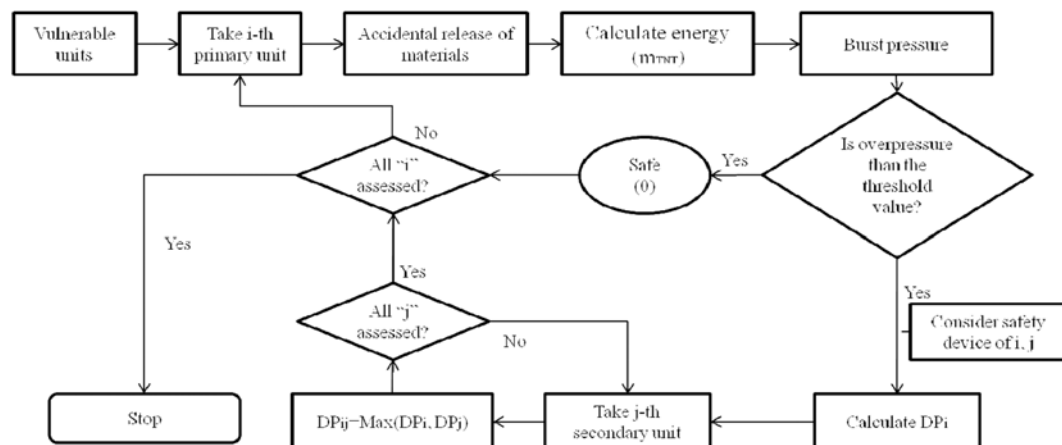 Vulnerable
units
Take i-th
primary unit
Accidental release of
materials
Calculate energy
(mTNT)
Burst pressure
No
All "i"
assessed?
Safe
(0)
Yes
Is overpressure
than the
threshold
value?
Yes
Yes
All "j"
assessed?
No
Yes
Consider safety
device of i, j
Stop
DPij=Max(DPi, DPj)
Take j-th
secondary unit
Calculate DPi